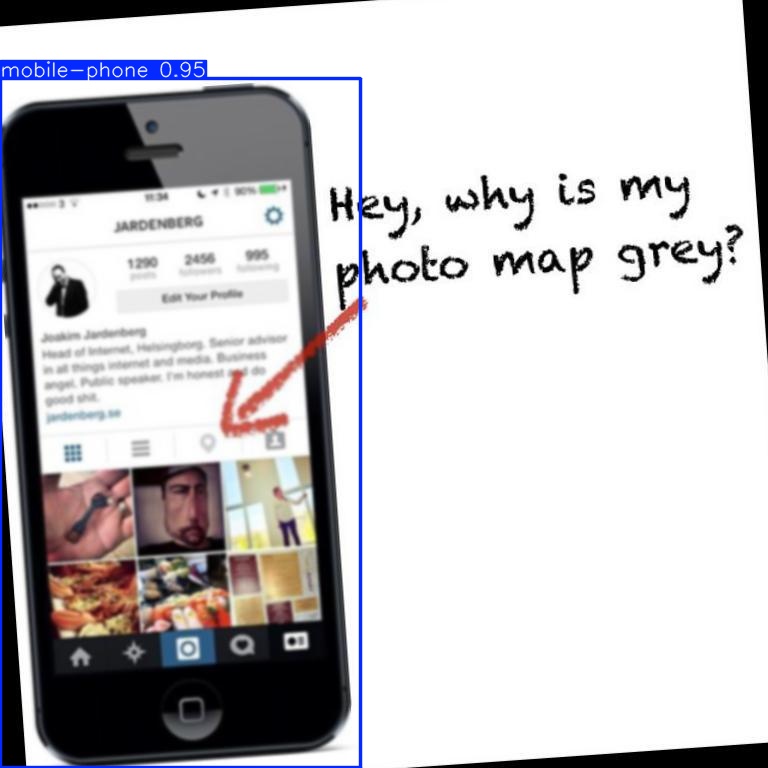 mobile-phone 0.95
11:34
90%
JARDENBERG
1290 2456 995
posts followers following
Edit Your Profile
Joakim Jardenberg
Head of Internet, Helsingborg. Senior advisor
in all things internet and media. Business
angel. Public speaker. I'm honest and do
good shit.
jardenberg.se
Hey, why is my
photo map grey?